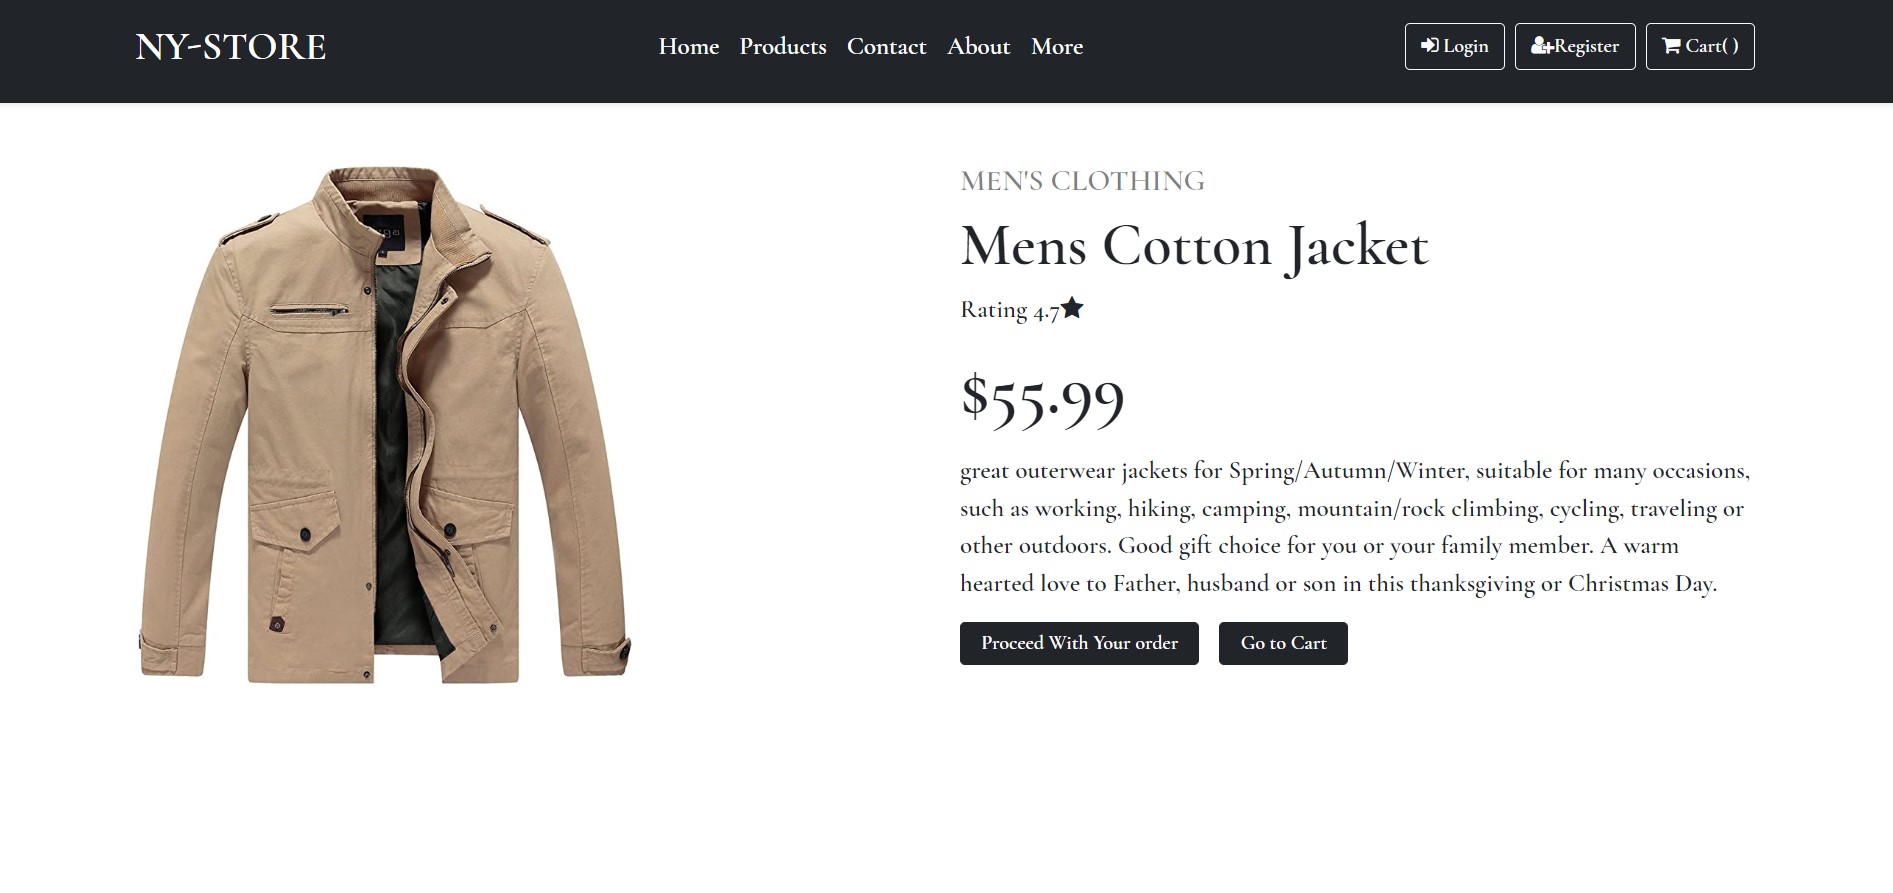 NY-STORE
Home Products Contact About More
Login Register Cart( )
MEN'S CLOTHING
Mens Cotton Jacket
Rating 4.7
$55.99
great outerwear jackets for Spring/Autumn/Winter, suitable for many occasions,
such as working, hiking, camping, mountain/rock climbing, cycling, traveling or
other outdoors. Good gift choice for you or your family member. A warm
hearted love to Father, husband or son in this thanksgiving or Christmas Day.
Proceed With Your order Go to Cart